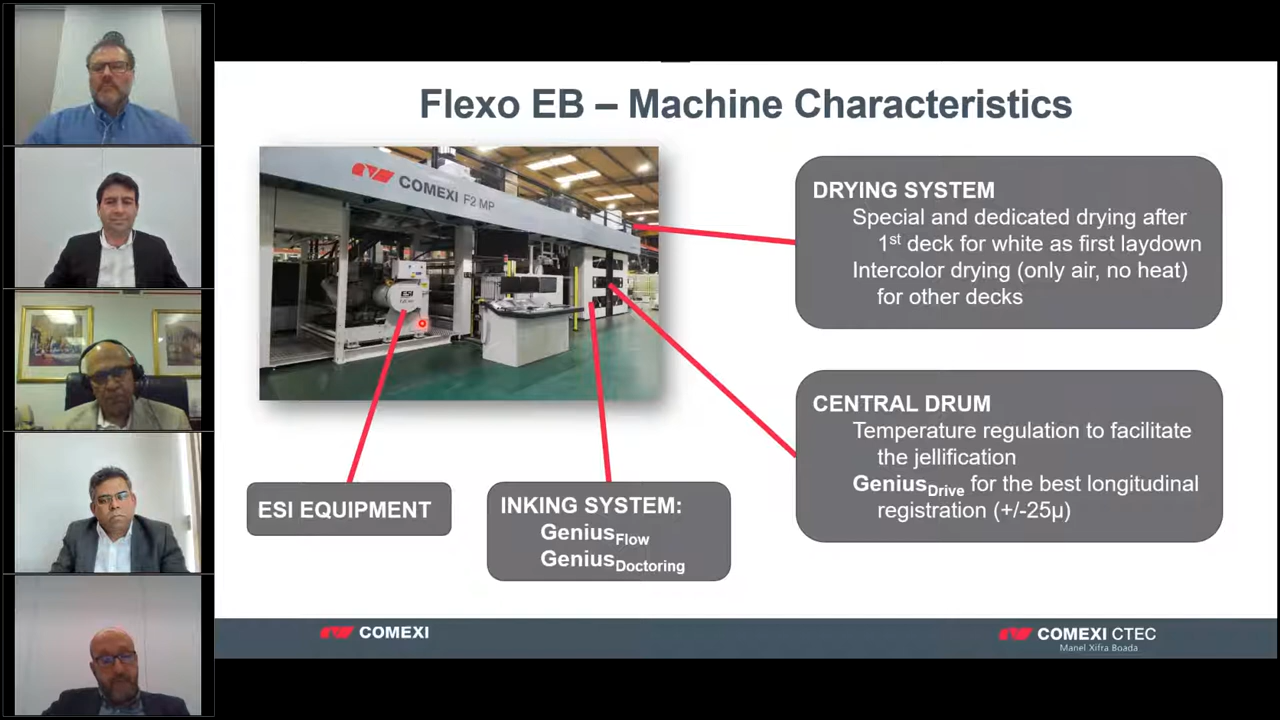 Flexo EB – Machine Characteristics
COMEXI F2 MP
ESI
DRYING SYSTEM
Special and dedicated drying after
1st deck for white as first laydown
Intercolor drying (only air, no heat)
for other decks
CENTRAL DRUM
Temperature regulation to facilitate
the jellification
GeniusDrive for the best longitudinal
registration (+/-25µ)
ESI EQUIPMENT
INKING SYSTEM:
GeniusFlow
GeniusDoctoring
COMEXI
COMEXI CTEC
Manel Xifra Boada